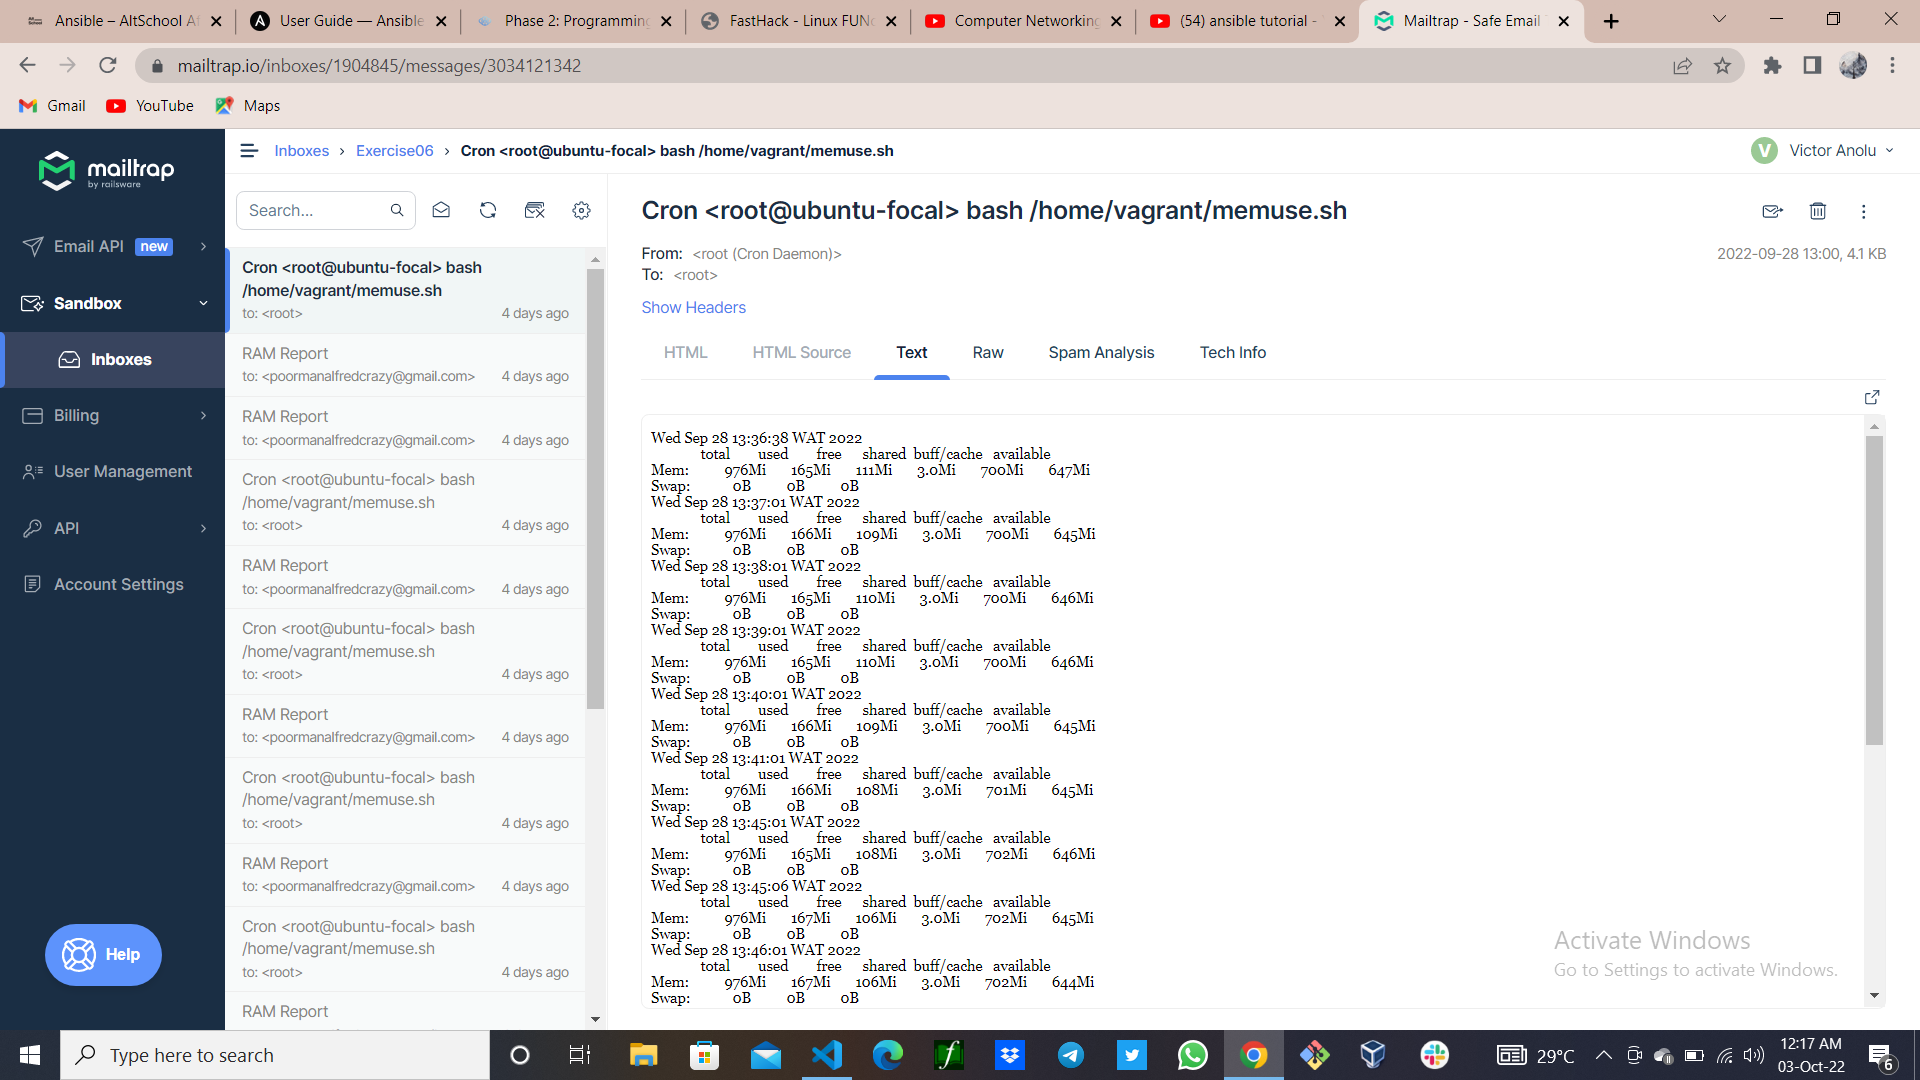 Ansible – AltSchool Af
User Guide — Ansible
Phase 2: Programming
FastHack - Linux FUN
Computer Networking
(54) ansible tutorial -
Mailtrap - Safe Email
mailtrap.io/inboxes/1904845/messages/3034121342
Gmail
YouTube
Maps
mailtrap
by railsware
Email API new
Sandbox
Inboxes
Billing
User Management
API
Account Settings
Help
Inboxes › Exercise06 › Cron <root@ubuntu-focal> bash /home/vagrant/memuse.sh
V Victor Anolu
Search...
Cron <root@ubuntu-focal> bash
/home/vagrant/memuse.sh
to: <root> 4 days ago
RAM Report
to: <poormanalfredcrazy@gmail.com> 4 days ago
RAM Report
to: <poormanalfredcrazy@gmail.com> 4 days ago
Cron <root@ubuntu-focal> bash
/home/vagrant/memuse.sh
to: <root> 4 days ago
RAM Report
to: <poormanalfredcrazy@gmail.com> 4 days ago
Cron <root@ubuntu-focal> bash
/home/vagrant/memuse.sh
to: <root> 4 days ago
RAM Report
to: <poormanalfredcrazy@gmail.com> 4 days ago
Cron <root@ubuntu-focal> bash
/home/vagrant/memuse.sh
to: <root> 4 days ago
RAM Report
to: <poormanalfredcrazy@gmail.com> 4 days ago
Cron <root@ubuntu-focal> bash
/home/vagrant/memuse.sh
to: <root> 4 days ago
RAM Report
Cron <root@ubuntu-focal> bash /home/vagrant/memuse.sh
From: <root (Cron Daemon)>
2022-09-28 13:00, 4.1 KB
To: <root>
Show Headers
HTML HTML Source Text Raw Spam Analysis Tech Info
Wed Sep 28 13:36:38 WAT 2022
total used free shared buff/cache available
Mem: 976Mi 165Mi 111Mi 3.0Mi 700Mi 647Mi
Swap: 0B 0B 0B
Wed Sep 28 13:37:01 WAT 2022
total used free shared buff/cache available
Mem: 976Mi 166Mi 109Mi 3.0Mi 700Mi 645Mi
Swap: 0B 0B 0B
Wed Sep 28 13:38:01 WAT 2022
total used free shared buff/cache available
Mem: 976Mi 165Mi 110Mi 3.0Mi 700Mi 646Mi
Swap: 0B 0B 0B
Wed Sep 28 13:39:01 WAT 2022
total used free shared buff/cache available
Mem: 976Mi 165Mi 110Mi 3.0Mi 700Mi 646Mi
Swap: 0B 0B 0B
Wed Sep 28 13:40:01 WAT 2022
total used free shared buff/cache available
Mem: 976Mi 166Mi 109Mi 3.0Mi 700Mi 645Mi
Swap: 0B 0B 0B
Wed Sep 28 13:41:01 WAT 2022
total used free shared buff/cache available
Mem: 976Mi 166Mi 108Mi 3.0Mi 701Mi 645Mi
Swap: 0B 0B 0B
Wed Sep 28 13:45:01 WAT 2022
total used free shared buff/cache available
Mem: 976Mi 165Mi 108Mi 3.0Mi 702Mi 646Mi
Swap: 0B 0B 0B
Wed Sep 28 13:45:06 WAT 2022
total used free shared buff/cache available
Mem: 976Mi 167Mi 106Mi 3.0Mi 702Mi 645Mi
Swap: 0B 0B 0B
Wed Sep 28 13:46:01 WAT 2022
total used free shared buff/cache available
Mem: 976Mi 167Mi 106Mi 3.0Mi 702Mi 644Mi
Swap: 0B 0B 0B
Activate Windows
Go to Settings to activate Windows.
Type here to search
29°C
12:17 AM
03-Oct-22
6